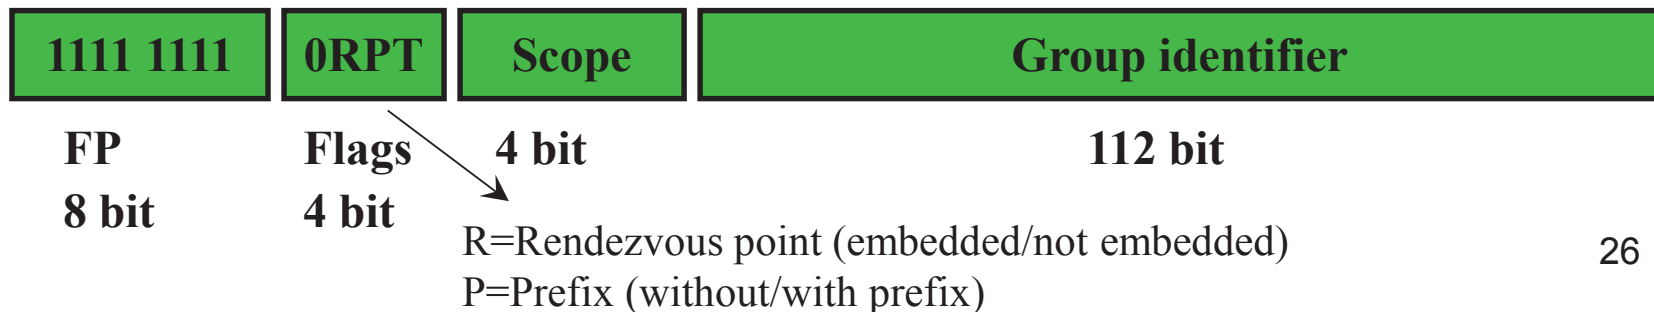 1111 1111 0RPT Scope Group identifier
FP Flags 4 bit 112 bit
8 bit 4 bit
R=Rendezvous point (embedded/not embedded)
P=Prefix (without/with prefix)
26